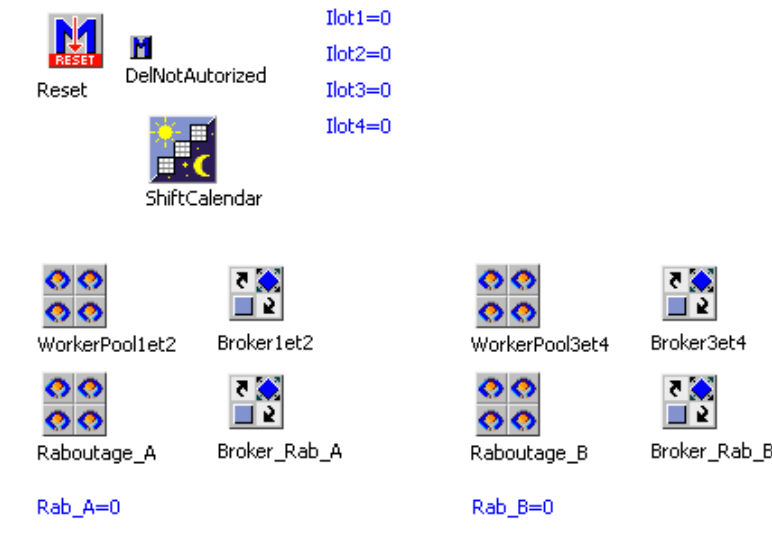 Ilot1=0
RESET
DelNotAutorized
Ilot2=0
Reset
Ilot3=0
Ilot4=0
ShiftCalendar
WorkerPool1et2
Broker1et2
WorkerPool3et4
Broker3et4
Raboutage_A
Broker_Rab_A
Raboutage_B
Broker_Rab_B
Rab_A=0
Rab_B=0